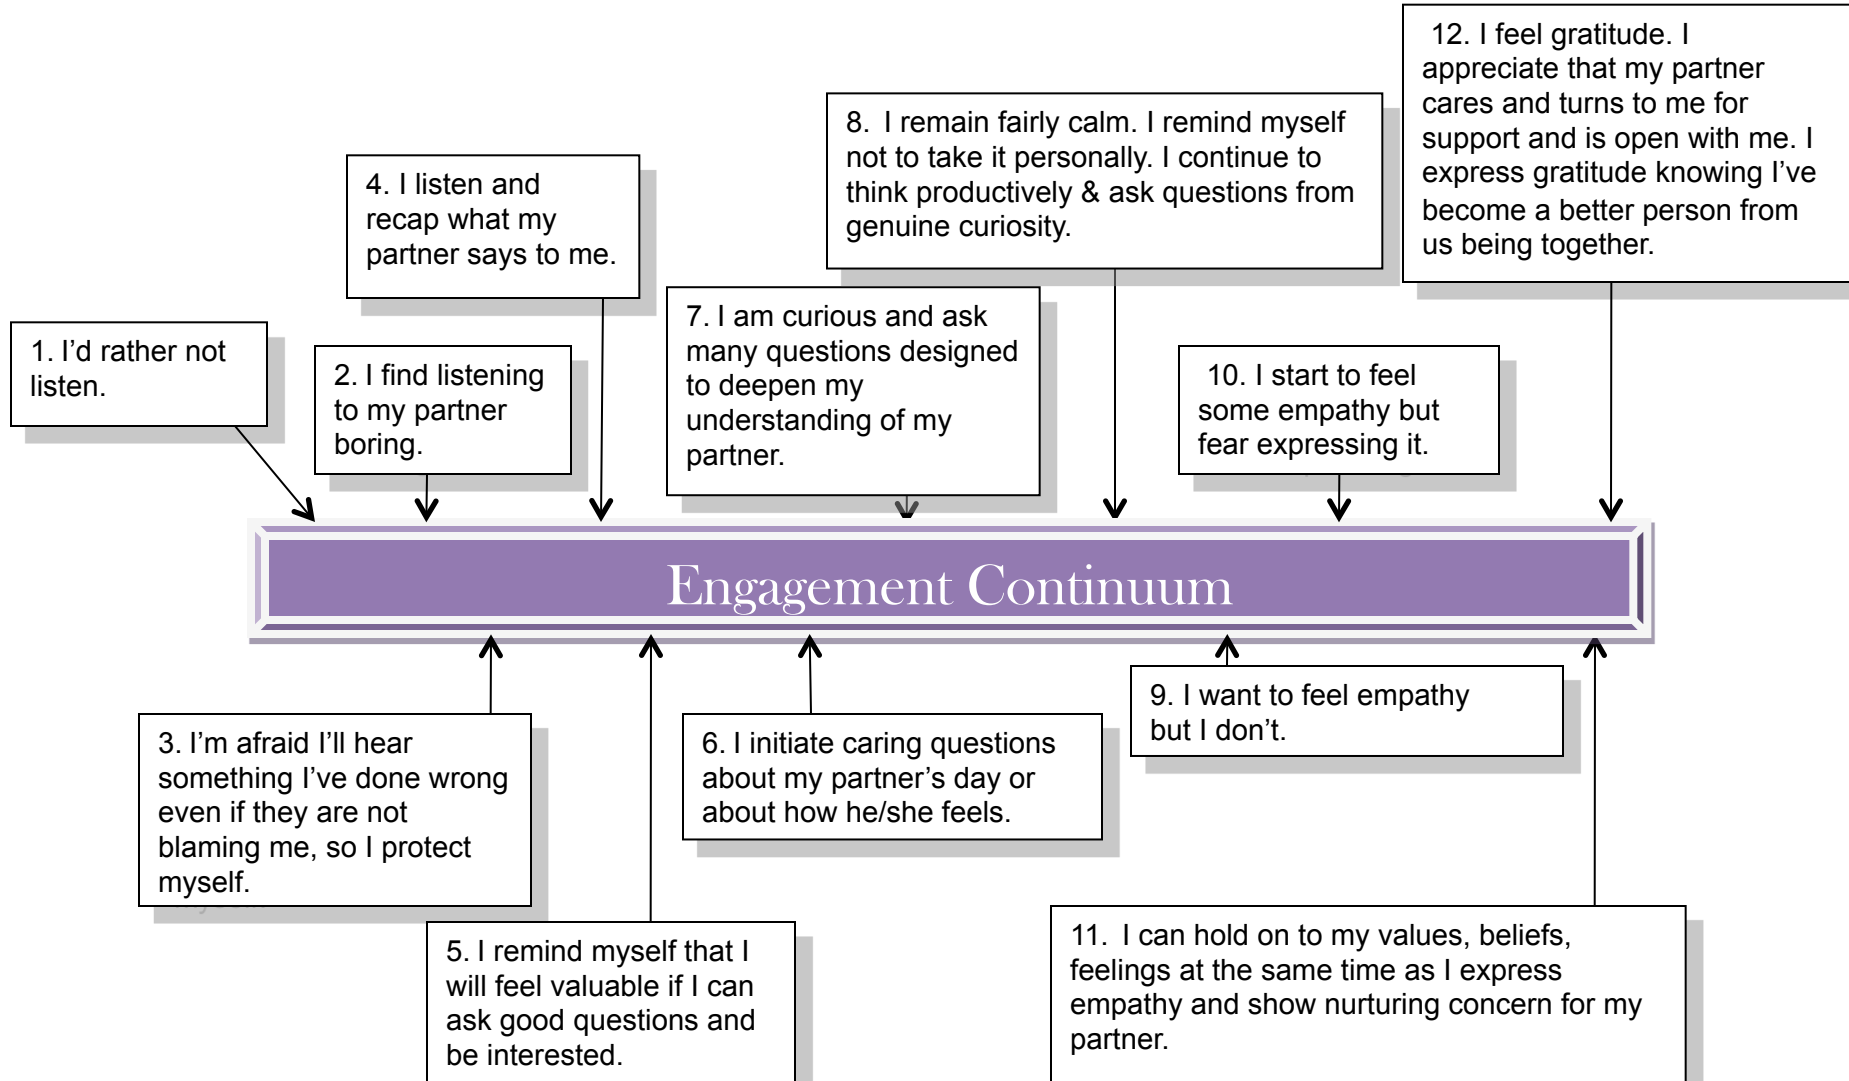 1. I'd rather not
listen.
2. I find listening
to my partner
boring.
3. I'm afraid I'll hear
something I've done wrong
even if they are not
blaming me, so I protect
myself.
4. I listen and
recap what my
partner says to me.
5. I remind myself that I
will feel valuable if I can
ask good questions and
be interested.
6. I initiate caring questions
about my partner's day or
about how he/she feels.
7. I am curious and ask
many questions designed
to deepen my
understanding of my
partner.
8. I remain fairly calm. I remind myself
not to take it personally. I continue to
think productively & ask questions from
genuine curiosity.
9. I want to feel empathy
but I don't.
10. I start to feel
some empathy but
fear expressing it.
11. I can hold on to my values, beliefs,
feelings at the same time as I express
empathy and show nurturing concern for my
partner.
12. I feel gratitude. I
appreciate that my partner
cares and turns to me for
support and is open with me. I
express gratitude knowing I've
become a better person from
us being together.
Engagement Continuum